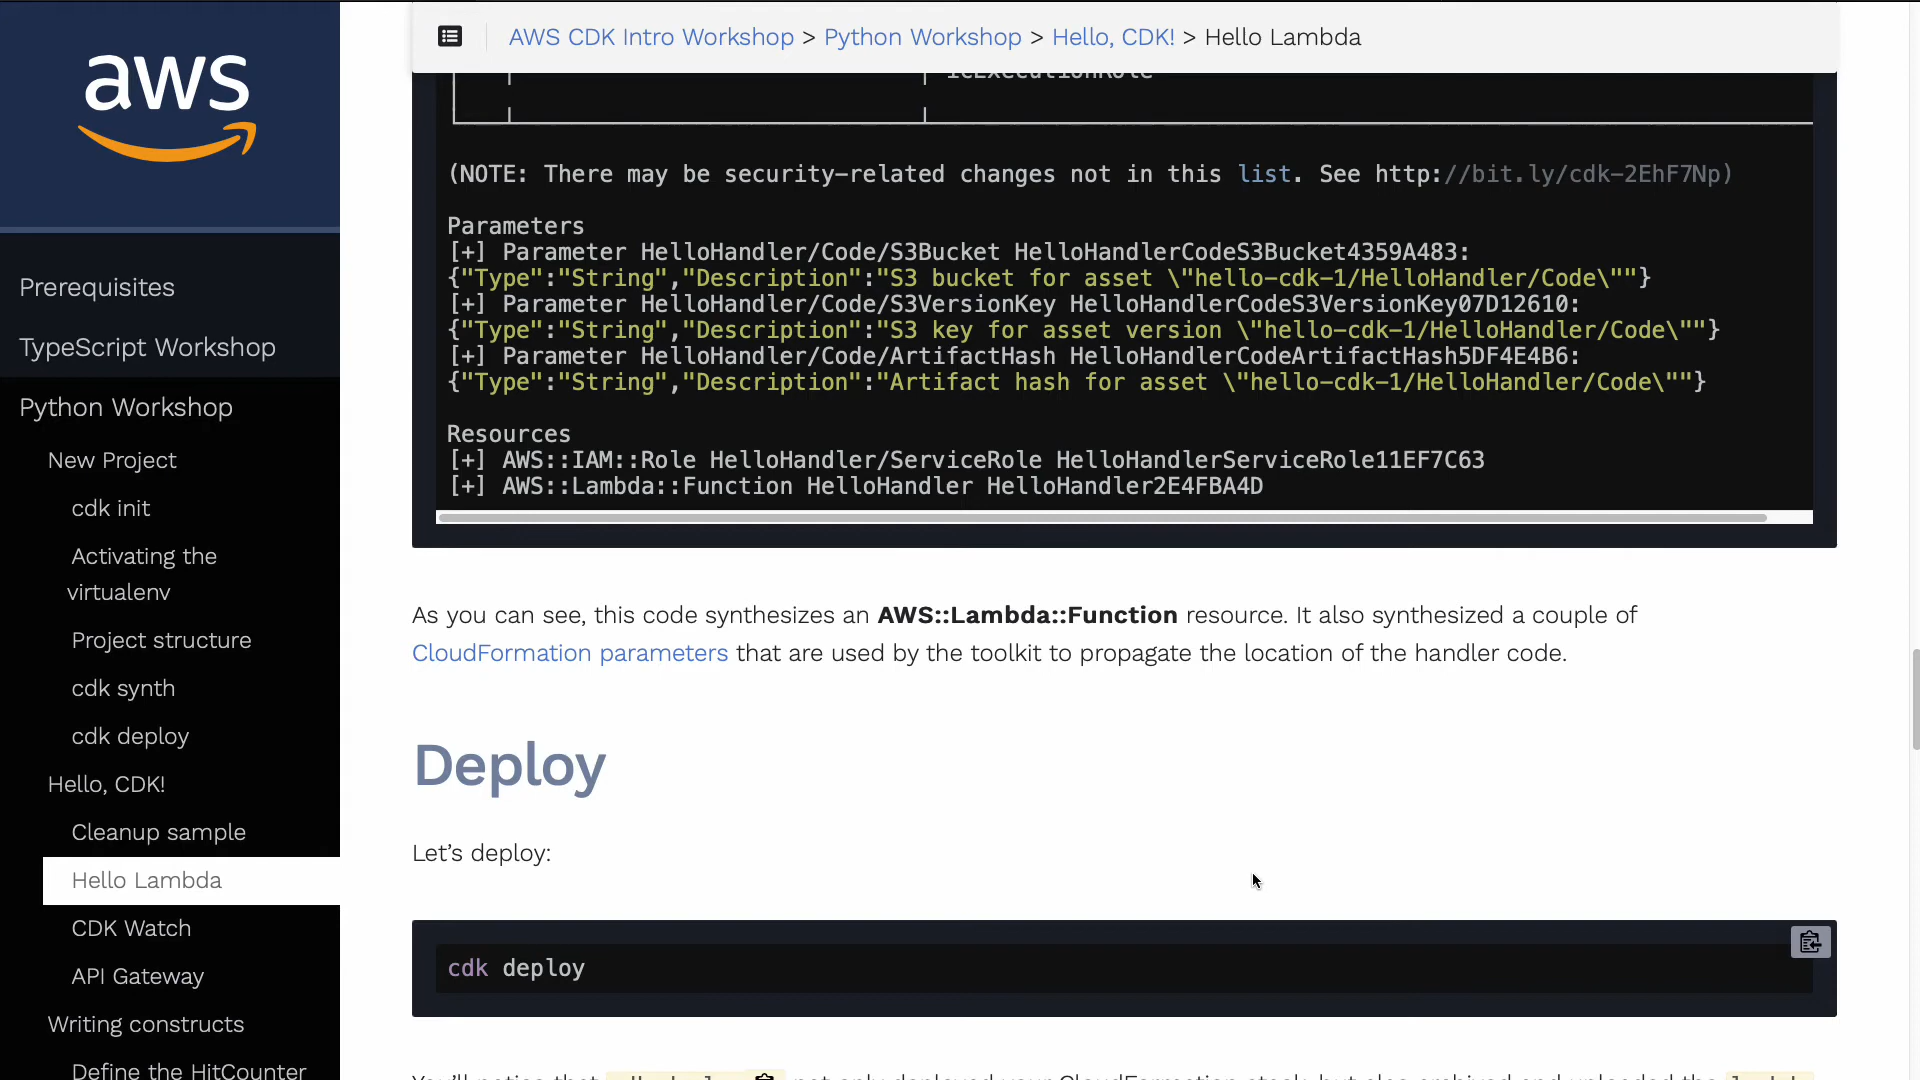 aws
AWS CDK Intro Workshop > Python Workshop > Hello, CDK! > Hello Lambda
(NOTE: There may be security-related changes not in this list. See http://bit.ly/cdk-2EhF7Np)
Parameters
[+] Parameter HelloHandler/Code/S3Bucket HelloHandlerCodeS3Bucket4359A483:
{"Type":"String","Description":"S3 bucket for asset \"hello-cdk-1/HelloHandler/Code\""}
[+] Parameter HelloHandler/Code/S3VersionKey HelloHandlerCodeS3VersionKey07D12610:
{"Type":"String","Description":"S3 key for asset version \"hello-cdk-1/HelloHandler/Code\""}
[+] Parameter HelloHandler/Code/ArtifactHash HelloHandlerCodeArtifactHash5DF4E4B6:
{"Type":"String","Description":"Artifact hash for asset \"hello-cdk-1/HelloHandler/Code\""}
Resources
[+] AWS::IAM::Role HelloHandler/ServiceRole HelloHandlerServiceRole11EF7C63
[+] AWS::Lambda::Function HelloHandler HelloHandler2E4FBA4D
As you can see, this code synthesizes an AWS::Lambda::Function resource. It also synthesized a couple of
CloudFormation parameters that are used by the toolkit to propagate the location of the handler code.
Deploy
Let's deploy:
cdk deploy
Prerequisites
TypeScript Workshop
Python Workshop
New Project
cdk init
Activating the
virtualenv
Project structure
cdk synth
cdk deploy
Hello, CDK!
Cleanup sample
Hello Lambda
CDK Watch
API Gateway
Writing constructs
Define the HitCounter